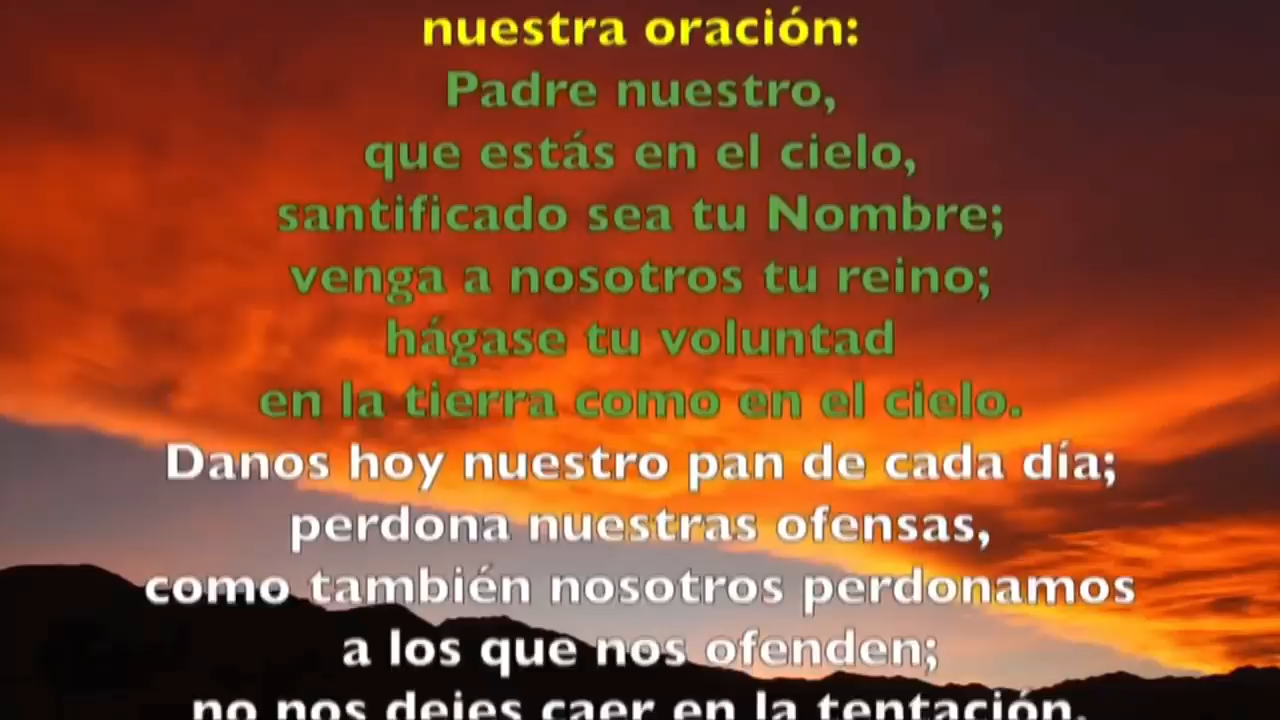 nuestra oración:
Padre nuestro,
que estás en el cielo,
santificado sea tu Nombre;
venga a nosotros tu reino;
hágase tu voluntad
en la tierra como en el cielo.
Danos hoy nuestro pan de cada día;
perdona nuestras ofensas,
como también nosotros perdonamos
a los que nos ofenden;
no nos dejes caer en la tentación,